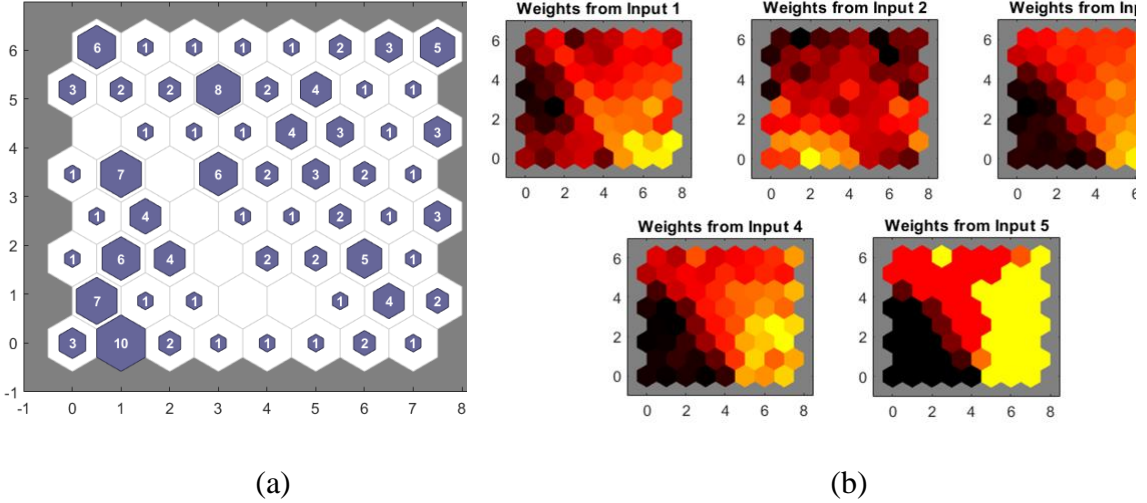 6 6 1 1 1 1 2 3 5
5 3 2 2 8 2 4 1 1
4 1 1 1 4 3 1 3
1 7 6 2 3 2 1
3
1 4 1 1 2 1 3
2 1 6 4 2 2 5 2
1 7 1 1 1 4 2
0 3 10 2 1 1 1 2 1
-1
-1 0 1 2 3 4 5 6 7 8
(a)
Weights from Input 1
6
4
2
0
0 2 4 6 8
Weights from Input 2
6
4
2
0
0 2 4 6 8
Weights from Inp
6
4
2
0
0 2 4 6
Weights from Input 4
6
4
2
0
0 2 4 6 8
Weights from Input 5
6
4
2
0
0 2 4 6 8
(b)